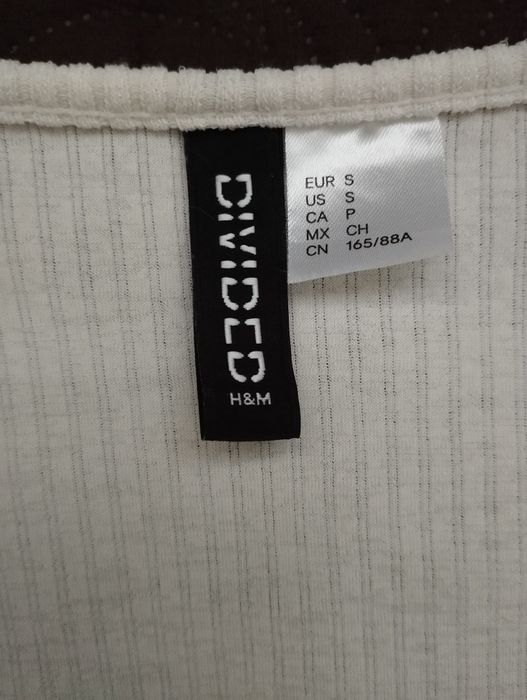 DIVIDED
H&M
EUR S
US S
CA P
MX CH
CN 165/88A